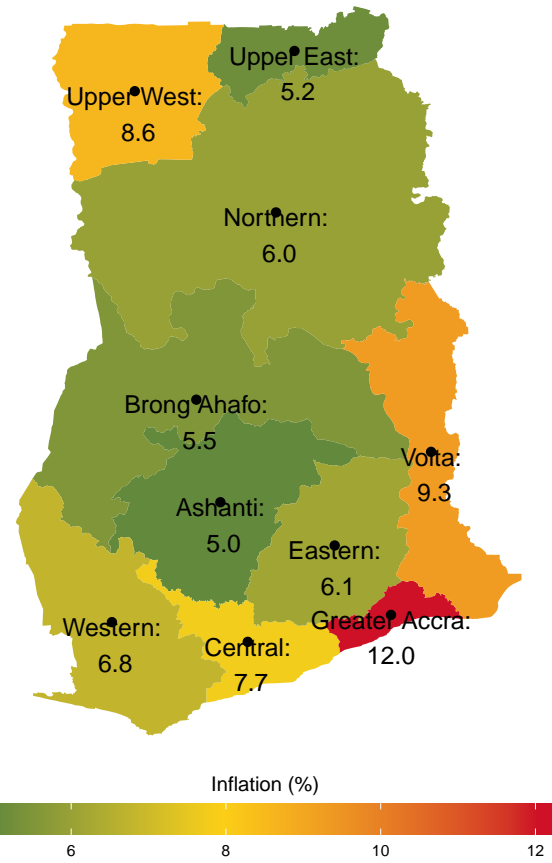 Upper East:
5.2
Upper West:
8.6
Northern:
6.0
Brong Ahafo:
5.5
Volta:
9.3
Ashanti:
5.0
Eastern:
6.1
Greater Accra:
12.0
Western:
6.8
Central:
7.7
Inflation (%)
6 8 10 12